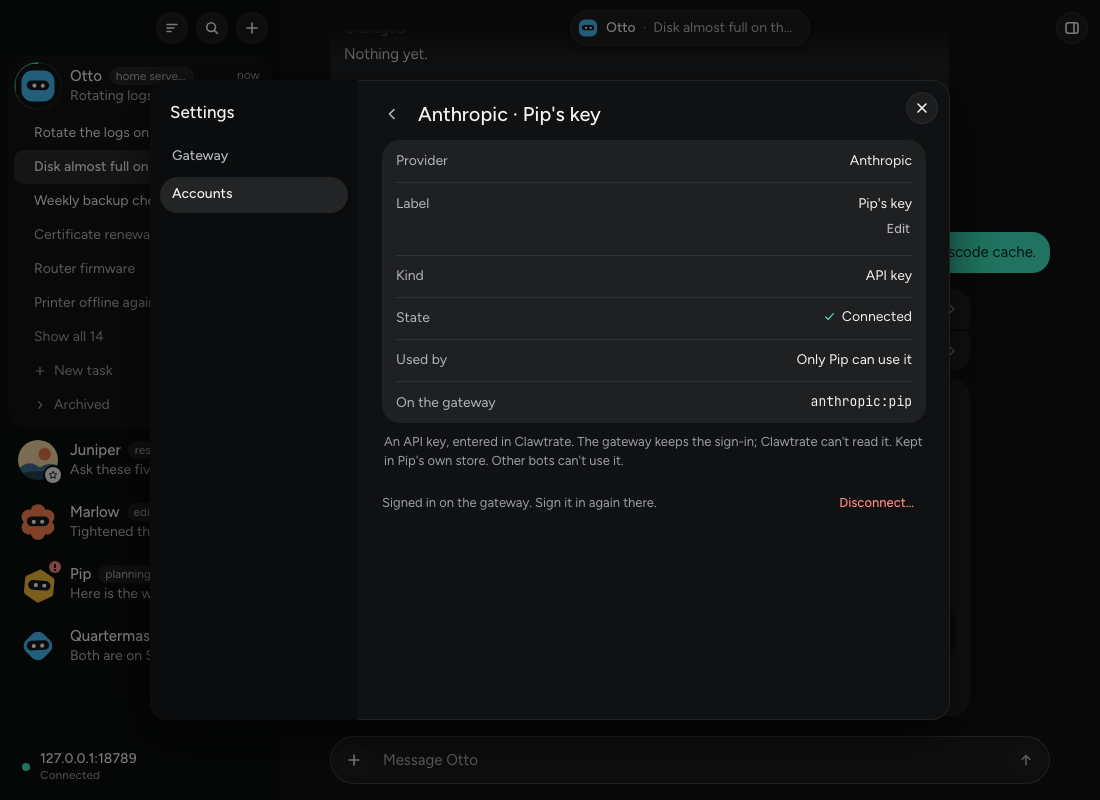 Otto · Disk almost full on th...
Nothing yet.
Otto home serve... now
Rotating logs
Rotate the logs on
Disk almost full on
Weekly backup che
Certificate renewa
Router firmware
Printer offline agai
Show all 14
New task
Archived
Juniper res
Ask these fiv
Marlow edi
Tightened th
Pip planning
Here is the w
Quartermas
Both are on S
127.0.0.1:18789
Connected
Settings
Gateway
Accounts
Anthropic · Pip's key
Provider Anthropic
Label Pip's key
Edit
Kind API key
State Connected
Used by Only Pip can use it
On the gateway anthropic:pip
An API key, entered in Clawtrate. The gateway keeps the sign-in; Clawtrate can't read it. Kept
in Pip's own store. Other bots can't use it.
Signed in on the gateway. Sign it in again there. Disconnect...
scode cache.
Message Otto